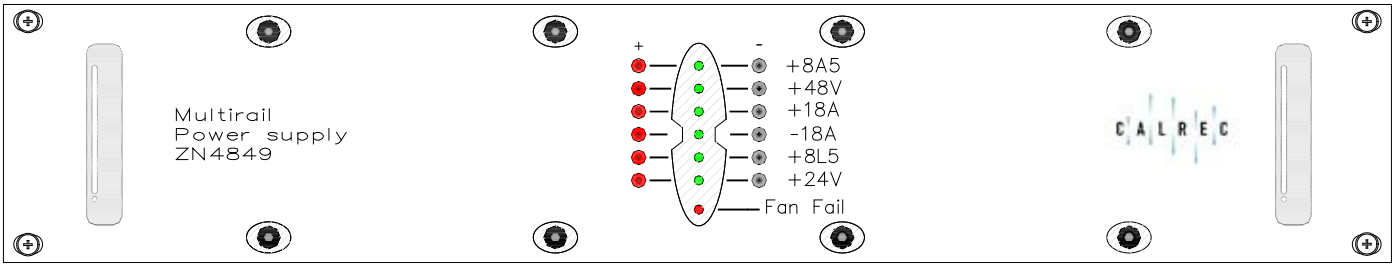 + -
+8A5
+48V
+18A
-18A
+8L5
+24V
Fan Fail
Multirail
Power supply
ZN4849
CALREC